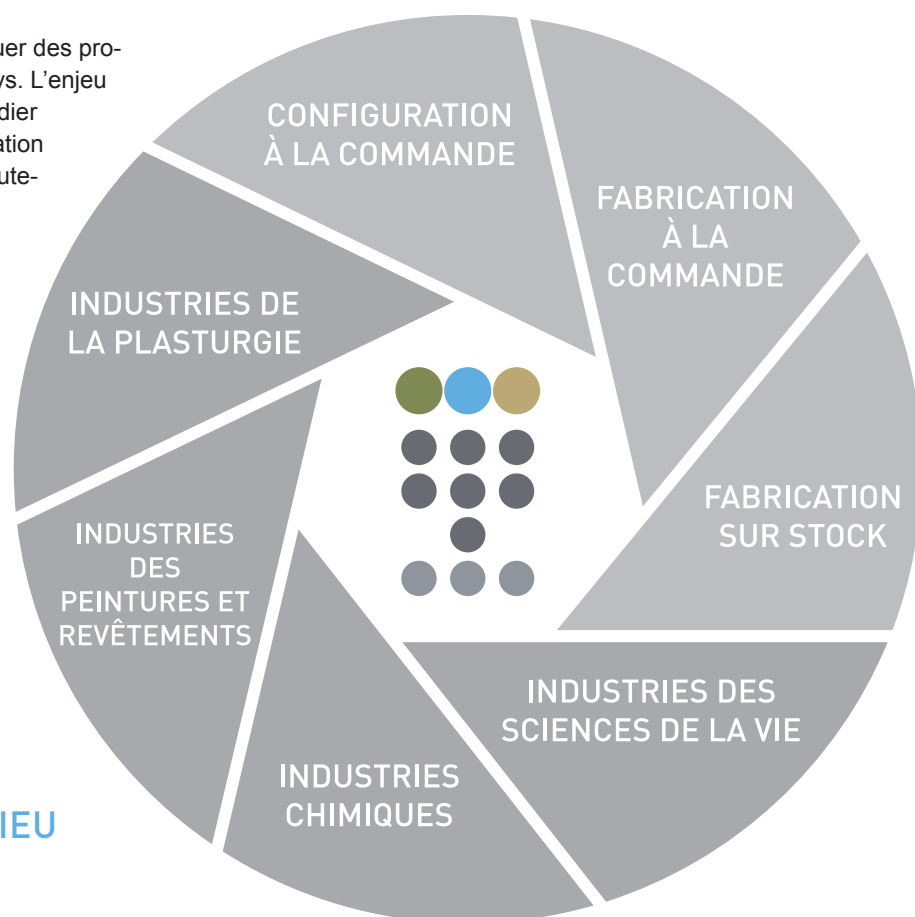 uer des pro-
ys. L'enjeu
dier
ation
ute-
CONFIGURATION
À LA COMMANDE
FABRICATION
À LA
COMMANDE
INDUSTRIES DE
LA PLASTURGIE
FABRICATION
SUR STOCK
INDUSTRIES
DES
PEINTURES ET
REVÊTEMENTS
INDUSTRIES DES
SCIENCES DE LA VIE
INDUSTRIES
CHIMIQUES
IEU